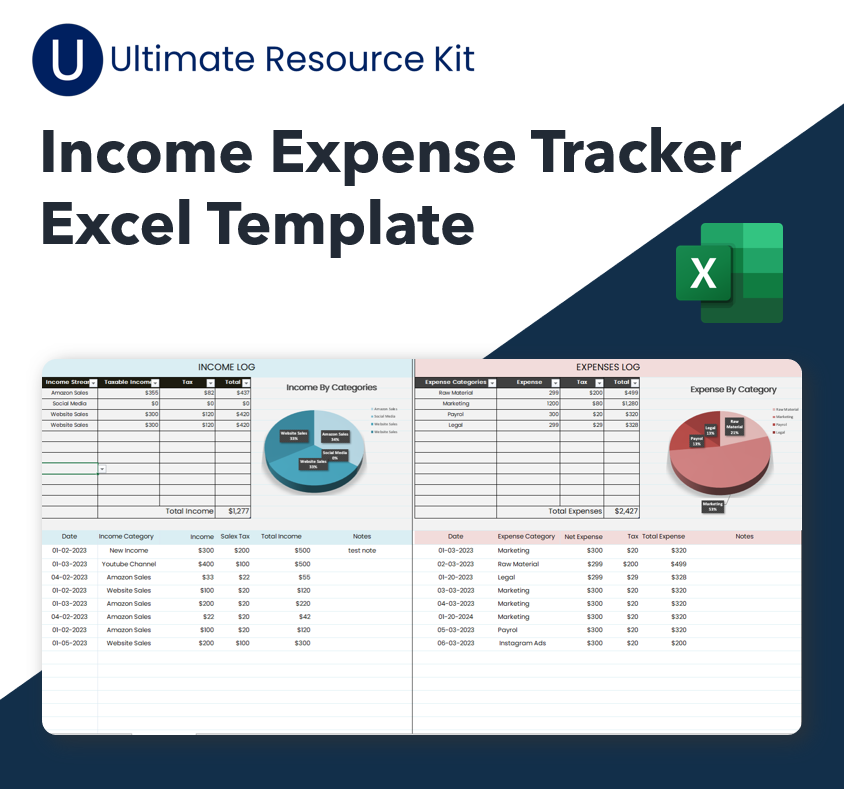 U Ultimate Resource Kit
Income Expense Tracker
Excel Template
X
INCOME LOG
Income Stream Taxable Income Tax Total
Amazon Sales $355 $82 $437
Social Media $0 $0 $0
Website Sales $300 $120 $420
Website Sales $300 $120 $420
Total Income $1,277
Income By Categories
Amazon Sales
Social Media
Website Sales
Website Sales
Website Sales
33%
Amazon Sales
34%
Social Media
0%
Website Sales
33%
EXPENSES LOG
Expense Categories Expense Tax Total
Raw Material 299 $200 $499
Marketing 1200 $80 $1,280
Payrol 300 $20 $320
Legal 299 $29 $328
Total Expenses $2,427
Expense By Category
Raw Material
Marketing
Payrol
Legal
Legal
13%
Raw
Material
21%
Payrol
13%
Marketing
53%
Date Income Category Income Sales Tax Total Income Notes
01-02-2023 New Income $300 $200 $500 test note
01-03-2023 Youtube Channel $400 $100 $500
04-02-2023 Amazon Sales $33 $22 $55
01-02-2023 Website Sales $100 $20 $120
01-03-2023 Amazon Sales $200 $20 $220
04-02-2023 Amazon Sales $22 $20 $42
01-02-2023 Amazon Sales $100 $20 $120
01-05-2023 Website Sales $200 $100 $300
Date Expense Category Net Expense Tax Total Expense Notes
01-03-2023 Marketing $300 $20 $320
02-03-2023 Raw Material $299 $200 $499
01-20-2023 Legal $299 $29 $328
03-03-2023 Marketing $300 $20 $320
04-03-2023 Marketing $300 $20 $320
01-20-2024 Marketing $300 $20 $320
05-03-2023 Payrol $300 $20 $320
06-03-2023 Instagram Ads $300 $20 $200